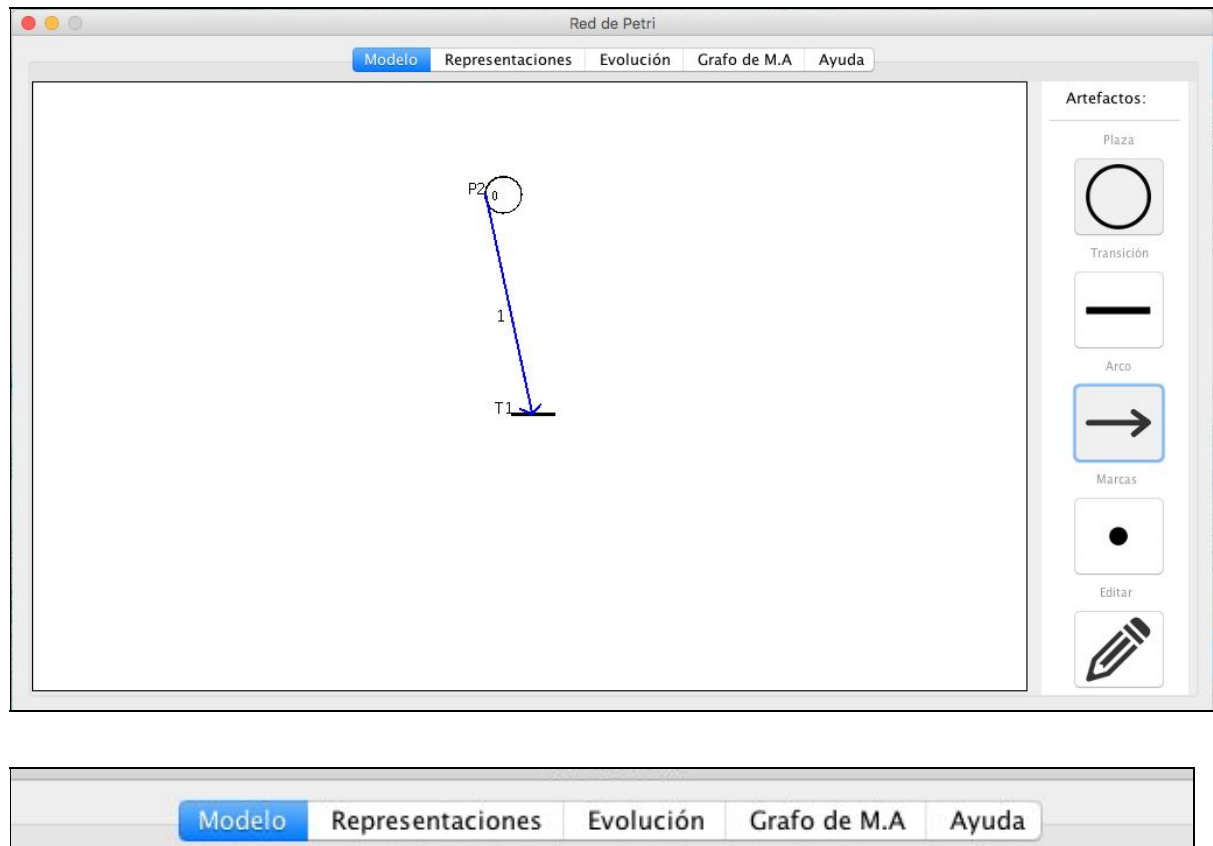 Red de Petri
Modelo Representaciones Evolución Grafo de M.A Ayuda
Artefactos:
Plaza
P2 0
Transición
1
Arco
T1
Marcas
Editar
Modelo Representaciones Evolución Grafo de M.A Ayuda